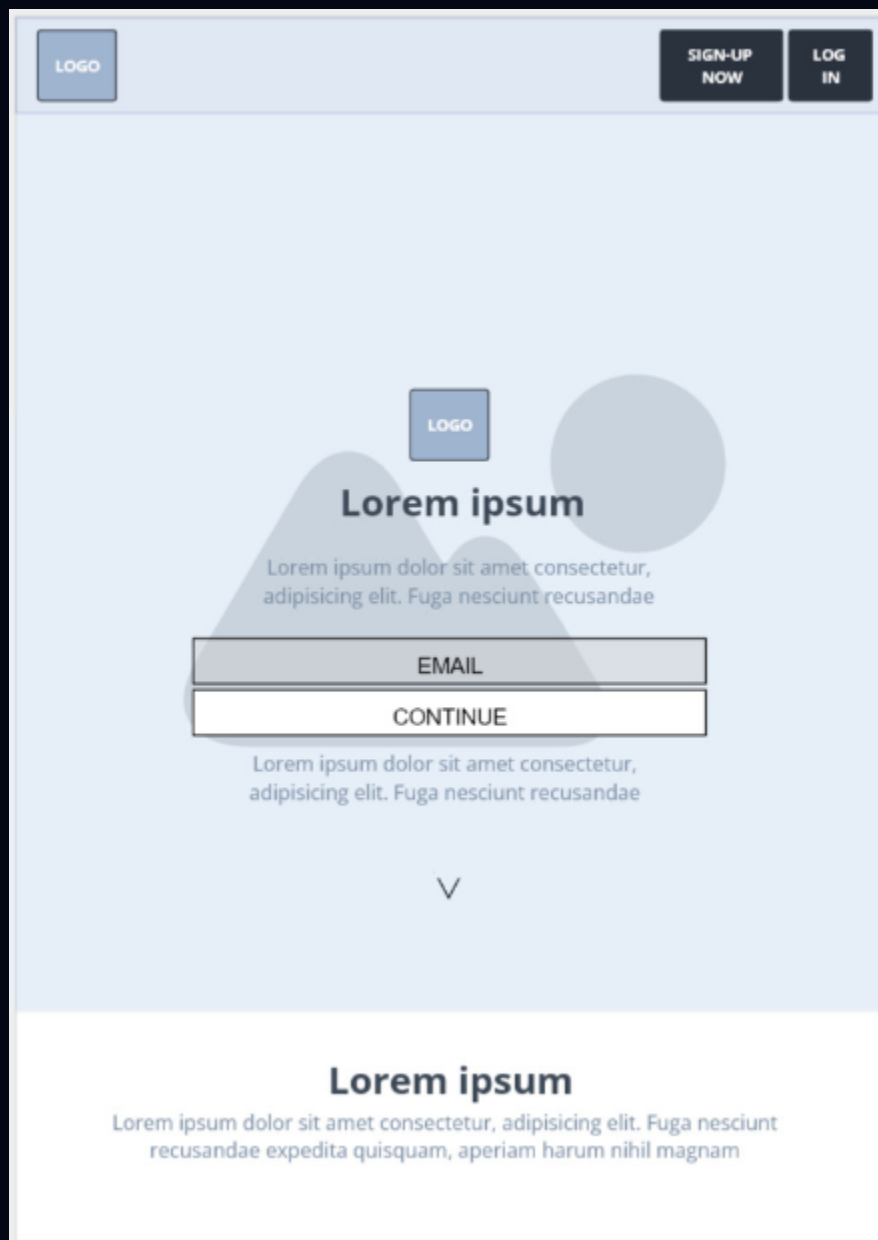 LOGO
SIGN-UP
NOW
LOG
IN
LOGO
Lorem ipsum
Lorem ipsum dolor sit amet consectetur,
adipisicing elit. Fuga nesciunt recusandae
EMAIL
CONTINUE
Lorem ipsum dolor sit amet consectetur,
adipisicing elit. Fuga nesciunt recusandae
Lorem ipsum
Lorem ipsum dolor sit amet consectetur, adipisicing elit. Fuga nesciunt
recusandae expedita quisquam, aperiam harum nihil magnam